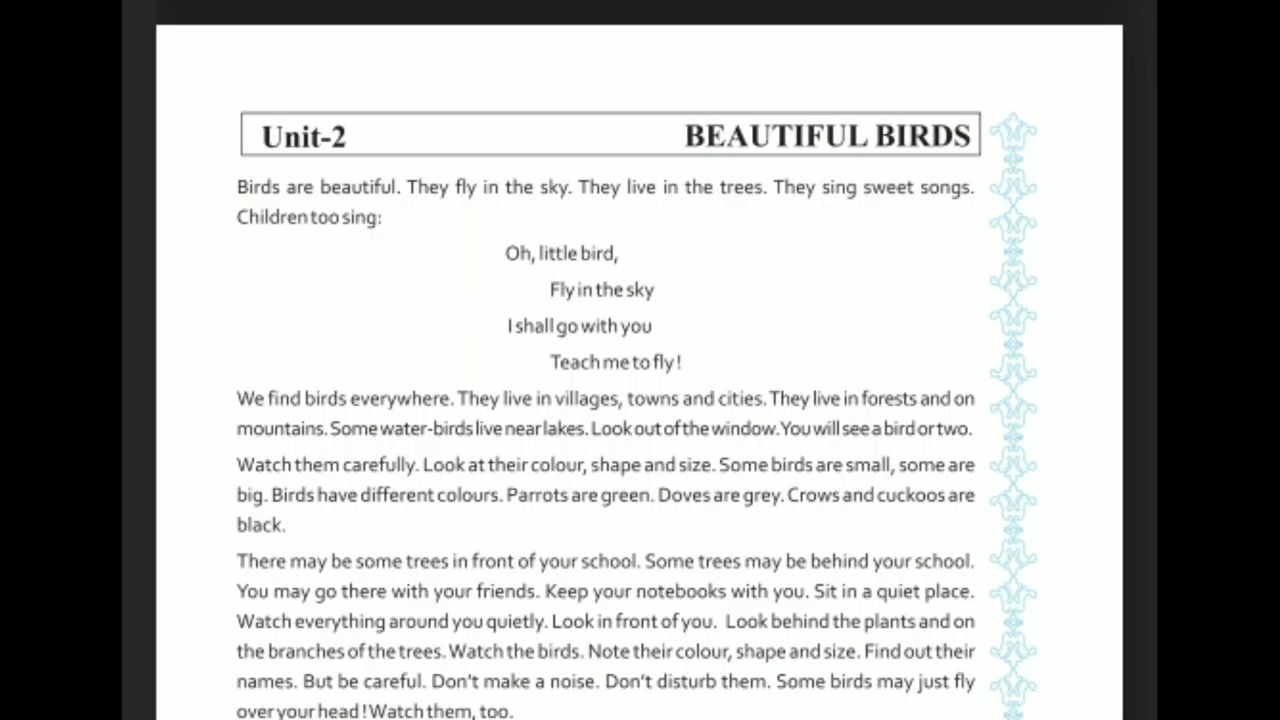 Unit-2 BEAUTIFUL BIRDS
Birds are beautiful. They fly in the sky. They live in the trees. They sing sweet songs.
Children too sing:
Oh, little bird,
Fly in the sky
I shall go with you
Teach me to fly!
We find birds everywhere. They live in villages, towns and cities. They live in forests and on
mountains. Some water-birds live near lakes. Look out of the window. You will see a bird or two.
Watch them carefully. Look at their colour, shape and size. Some birds are small, some are
big. Birds have different colours. Parrots are green. Doves are grey. Crows and cuckoos are
black.
There may be some trees in front of your school. Some trees may be behind your school.
You may go there with your friends. Keep your notebooks with you. Sit in a quiet place.
Watch everything around you quietly. Look in front of you. Look behind the plants and on
the branches of the trees. Watch the birds. Note their colour, shape and size. Find out their
names. But be careful. Don't make a noise. Don't disturb them. Some birds may just fly
over your head! Watch them, too.